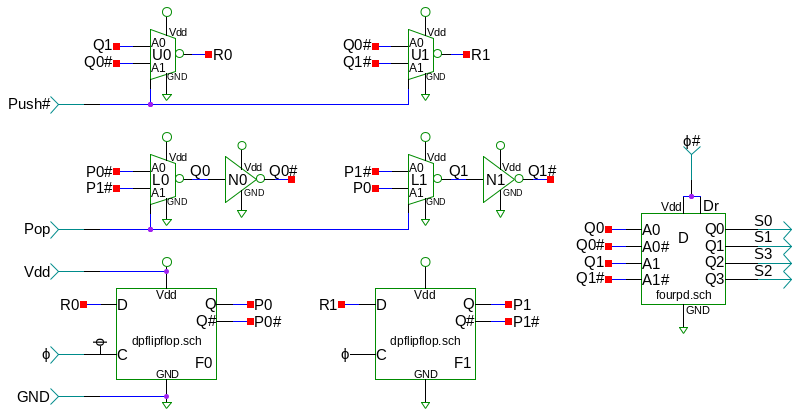 Vdd
Vdd
Q1
A0
U0
R0
Q0#
A1
GND
Q0#
A0
U1
R1
Q1#
A1
GND
Push#
ϕ#
Vdd
Vdd
P0#
A0
L0
Q0
N0
Vdd
Q0#
P1#
A1
GND
GND
P1#
A0
L1
Q1
N1
Vdd
Q1#
P0
A1
GND
GND
Pop
Vdd
Dr
D
Q0
A0
Q0
S0
Q0#
A0#
Q1
S1
Q1
A1
Q2
S3
Q1#
A1#
Q3
S2
fourpd.sch
GND
Vdd
Vdd
Vdd
R0
D
Q
P0
Q#
P0#
dpflipflop.sch
ϕ
ϕ
C
F0
GND
R1
D
Q
P1
Q#
P1#
dpflipflop.sch
ϕ
C
F1
GND
GND